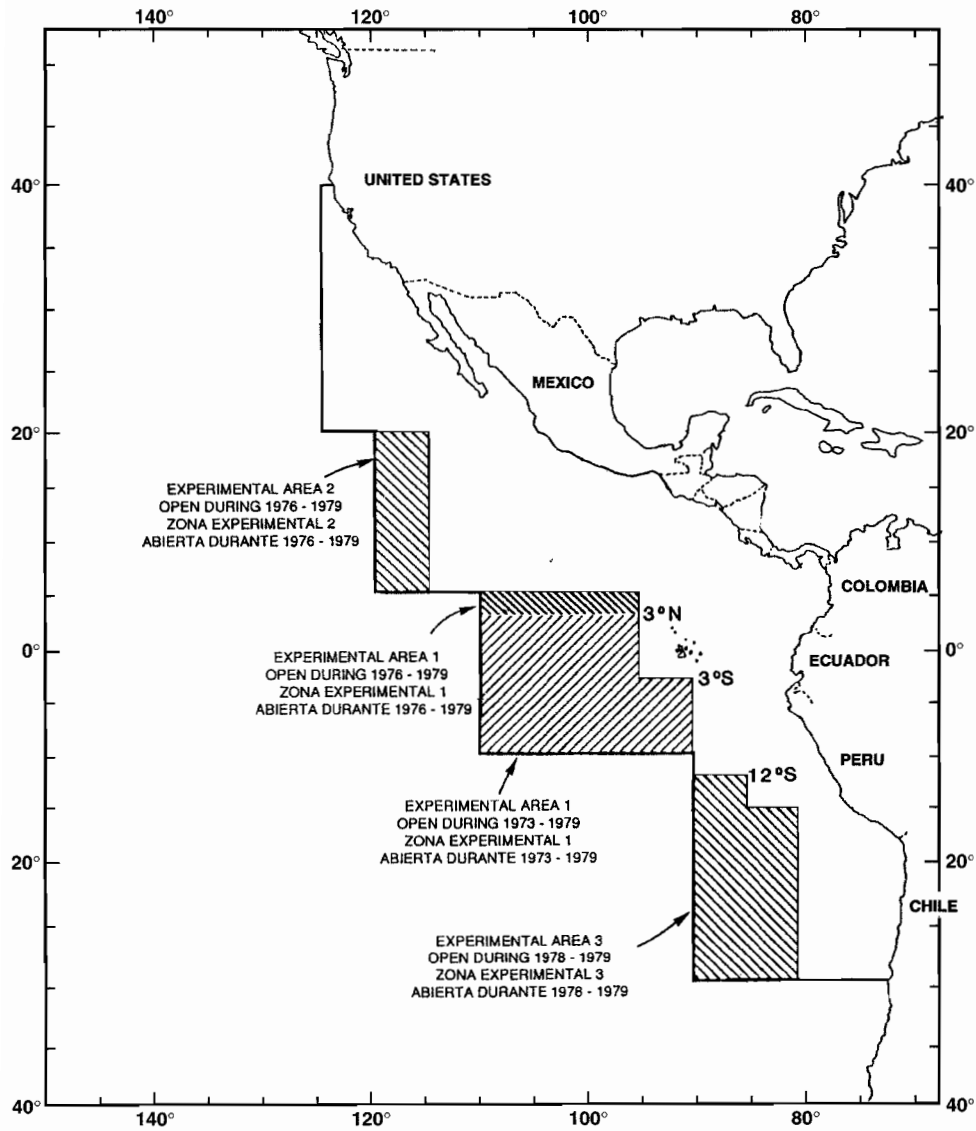 140° 120° 100° 80°
40° UNITED STATES 40°
MEXICO
20° 20°
EXPERIMENTAL AREA 2
OPEN DURING 1976 - 1979
ZONA EXPERIMENTAL 2
ABIERTA DURANTE 1976 - 1979
COLOMBIA
3°N
0° 0°
ECUADOR
EXPERIMENTAL AREA 1
OPEN DURING 1976 - 1979
ZONA EXPERIMENTAL 1
ABIERTA DURANTE 1976 - 1979
3°S
PERU
12°S
EXPERIMENTAL AREA 1
OPEN DURING 1973 - 1979
ZONA EXPERIMENTAL 1
ABIERTA DURANTE 1973 - 1979
20° 20°
CHILE
EXPERIMENTAL AREA 3
OPEN DURING 1978 - 1979
ZONA EXPERIMENTAL 3
ABIERTA DURANTE 1978 - 1979
40° 40°
140° 120° 100° 80°